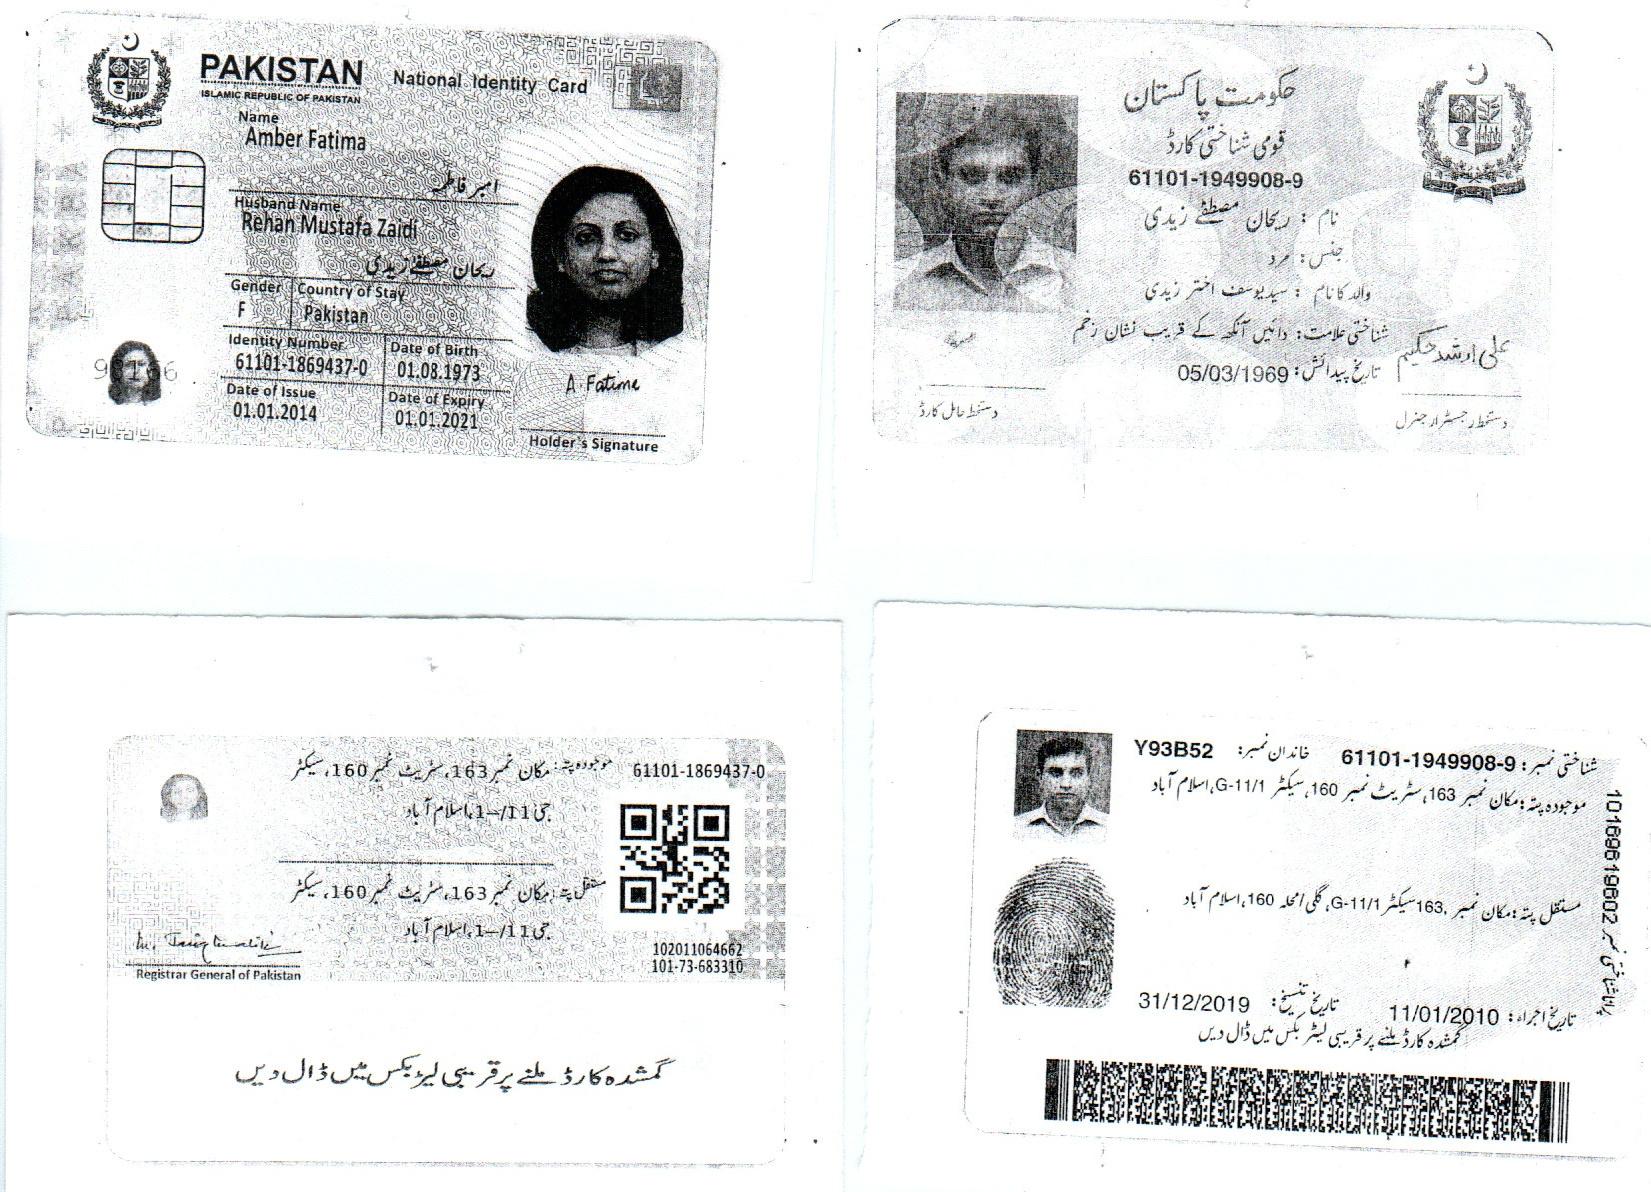 PAKISTAN
National Identity Card
ISLAMIC REPUBLIC OF PAKISTAN
Name
Amber Fatima
امبر فاطمہ
Husband Name
Rehan Mustafa Zaidi
ریحان مصطفےٰ زیدی
Gender Country of Stay
F Pakistan
Identity Number Date of Birth
61101-1869437-0 01.08.1973
Date of Issue Date of Expiry
01.01.2014 01.01.2021
A. Fatima
Holder's Signature
حکومت پاکستان
قومی شناختی کارڈ
61101-1949908-9
نام : ریحان مصطفےٰ زیدی
جنس: مرد
والد کا نام : سید یوسف اختر زیدی
شناختی علامت: دائیں آنکھ کے قریب نشان زخم
تاریخ پیدائش: 05/03/1969
علی ارشد حکیم
دستخط حامل کارڈ
دستخط رجسٹرار جنرل
61101-1869437-0
موجودہ پتہ: مکان نمبر 163، سٹریٹ نمبر 160، سیکٹر
جی 11/-1، اسلام آباد
مستقل پتہ: مکان نمبر 163، سٹریٹ نمبر 160، سیکٹر
جی 11/-1، اسلام آباد
Registrar General of Pakistan
102011064662
101-73-683310
گمشدہ کارڈ ملنے پر قریبی لیٹر بکس میں ڈال دیں
شناختی نمبر: 61101-1949908-9 خاندان نمبر: Y93B52
موجودہ پتہ: مکان نمبر 163، سٹریٹ نمبر 160، سیکٹر G-11/1، اسلام آباد
مستقل پتہ: مکان نمبر 163، سیکٹر G-11/1، گلی/محلہ 160، اسلام آباد
تاریخ اجراء: 11/01/2010 تاریخ تنسیخ: 31/12/2019
گمشدہ کارڈ ملنے پر قریبی لیٹر بکس میں ڈال دیں
10169619802